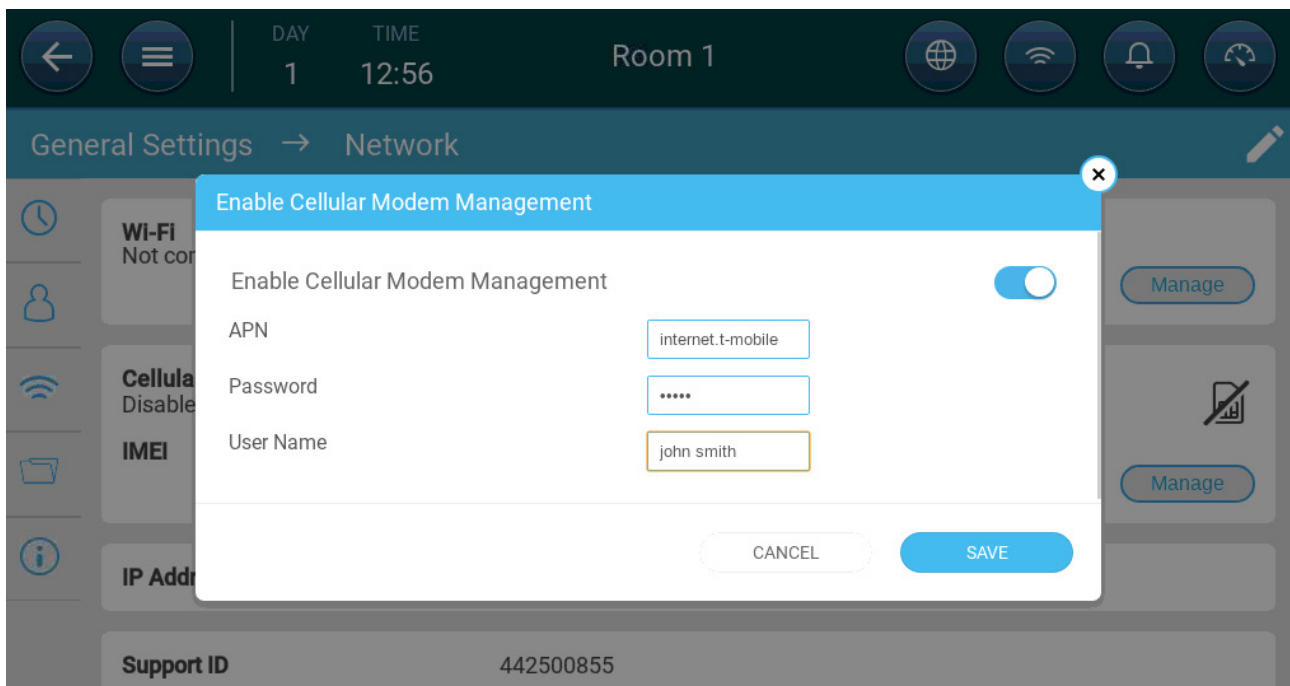 DAY TIME
1 12:56 Room 1
General Settings → Network
Enable Cellular Modem Management
Wi-Fi
Not cor
Enable Cellular Modem Management
Manage
APN internet.t-mobile
Cellula
Password •••••
Disable
User Name john smith
IMEI
Manage
CANCEL SAVE
IP Addr
Support ID 442500855